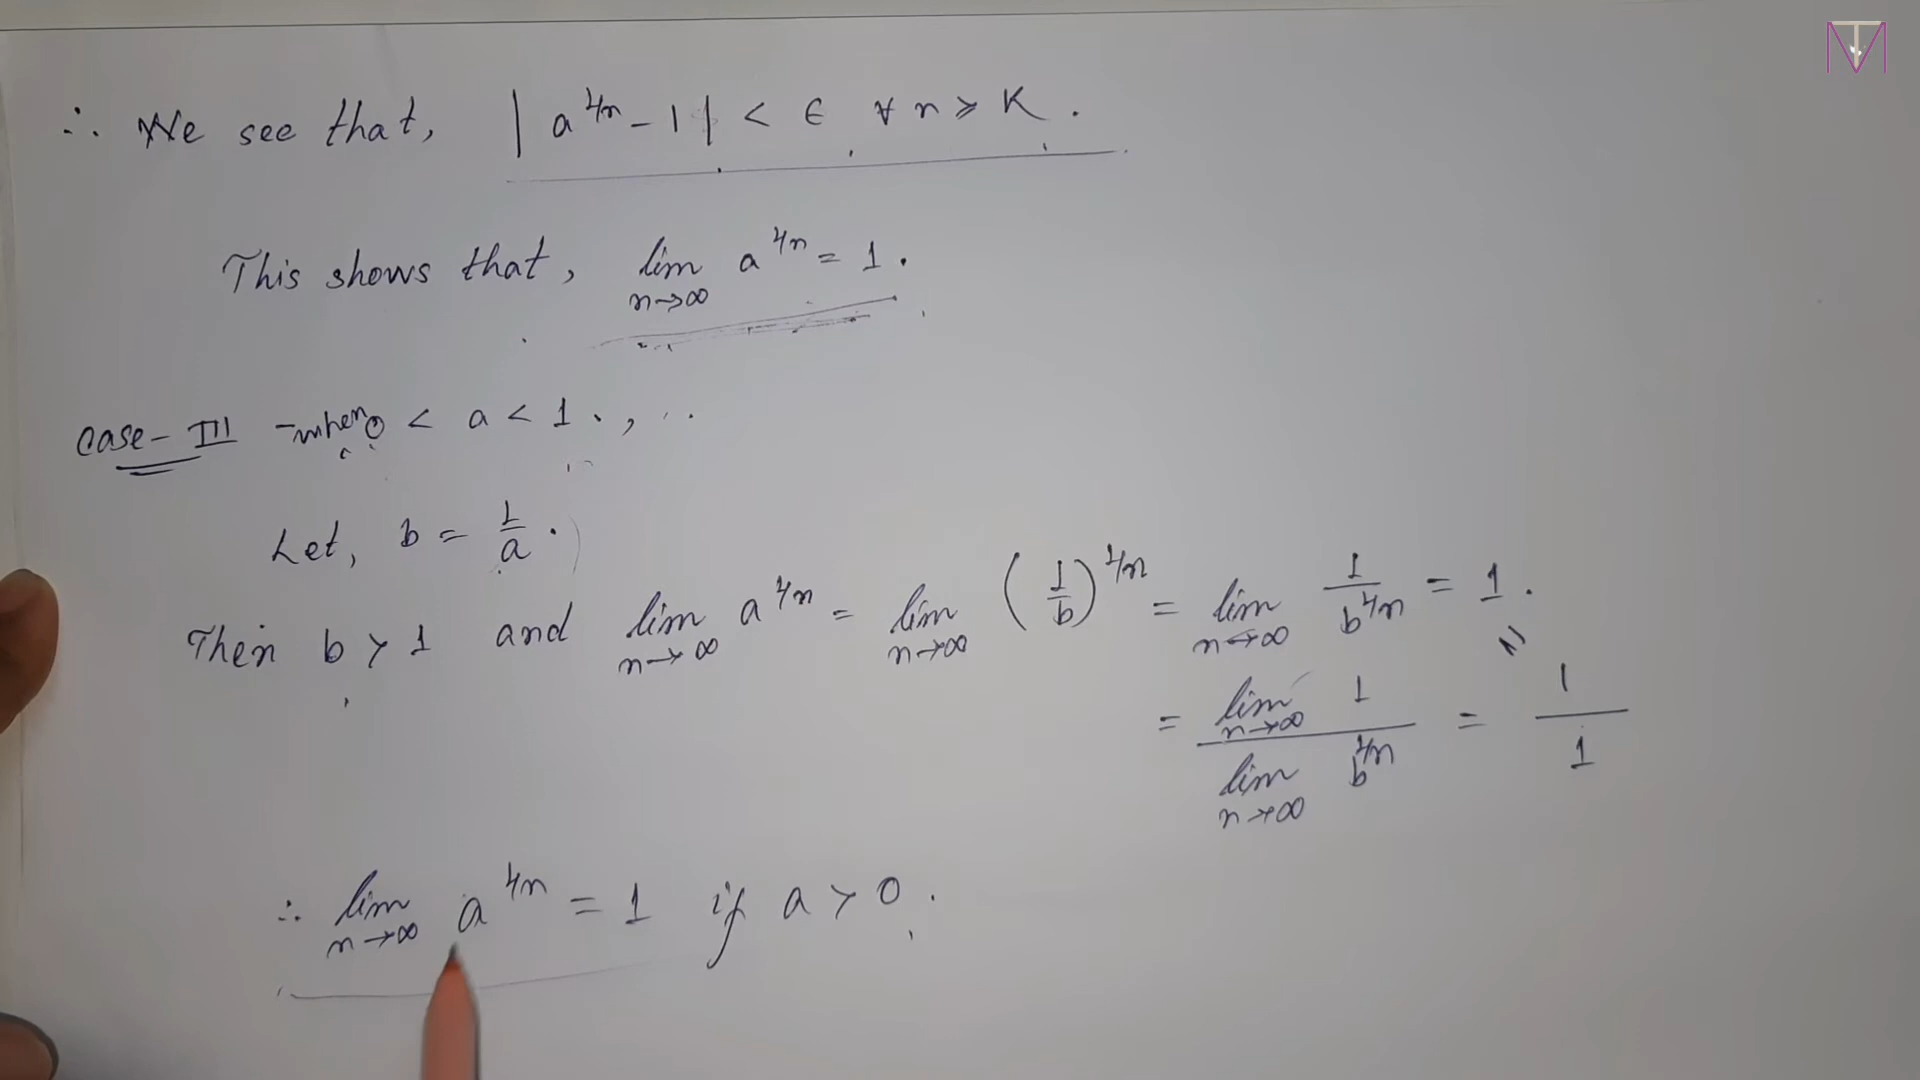 ∴ We see that, | a^{1/n} - 1 | < ϵ ∀ n ≥ K .
This shows that, lim_{n→∞} a^{1/n} = 1 .
Case - III when 0 < a < 1 . ,
Let, b = 1/a .
Then b > 1 and lim_{n→∞} a^{1/n} = lim_{n→∞} (1/b)^{1/n} = lim_{n→∞} 1/b^{1/n} = 1 .
= lim_{n→∞} 1 / lim_{n→∞} b^{1/n} = 1/1
∴ lim_{n→∞} a^{1/n} = 1 if a > 0 .